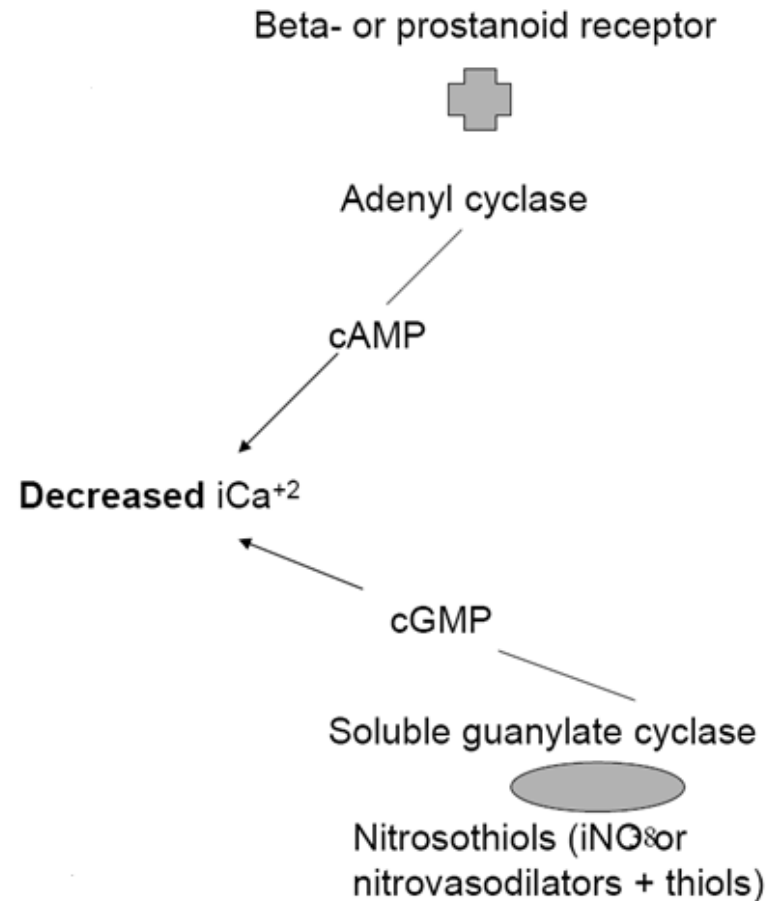 Beta- or prostanoid receptor
Adenyl cyclase
cAMP
Decreased iCa⁺²
cGMP
Soluble guanylate cyclase
Nitrosothiols (iNO or
nitrovasodilators + thiols)